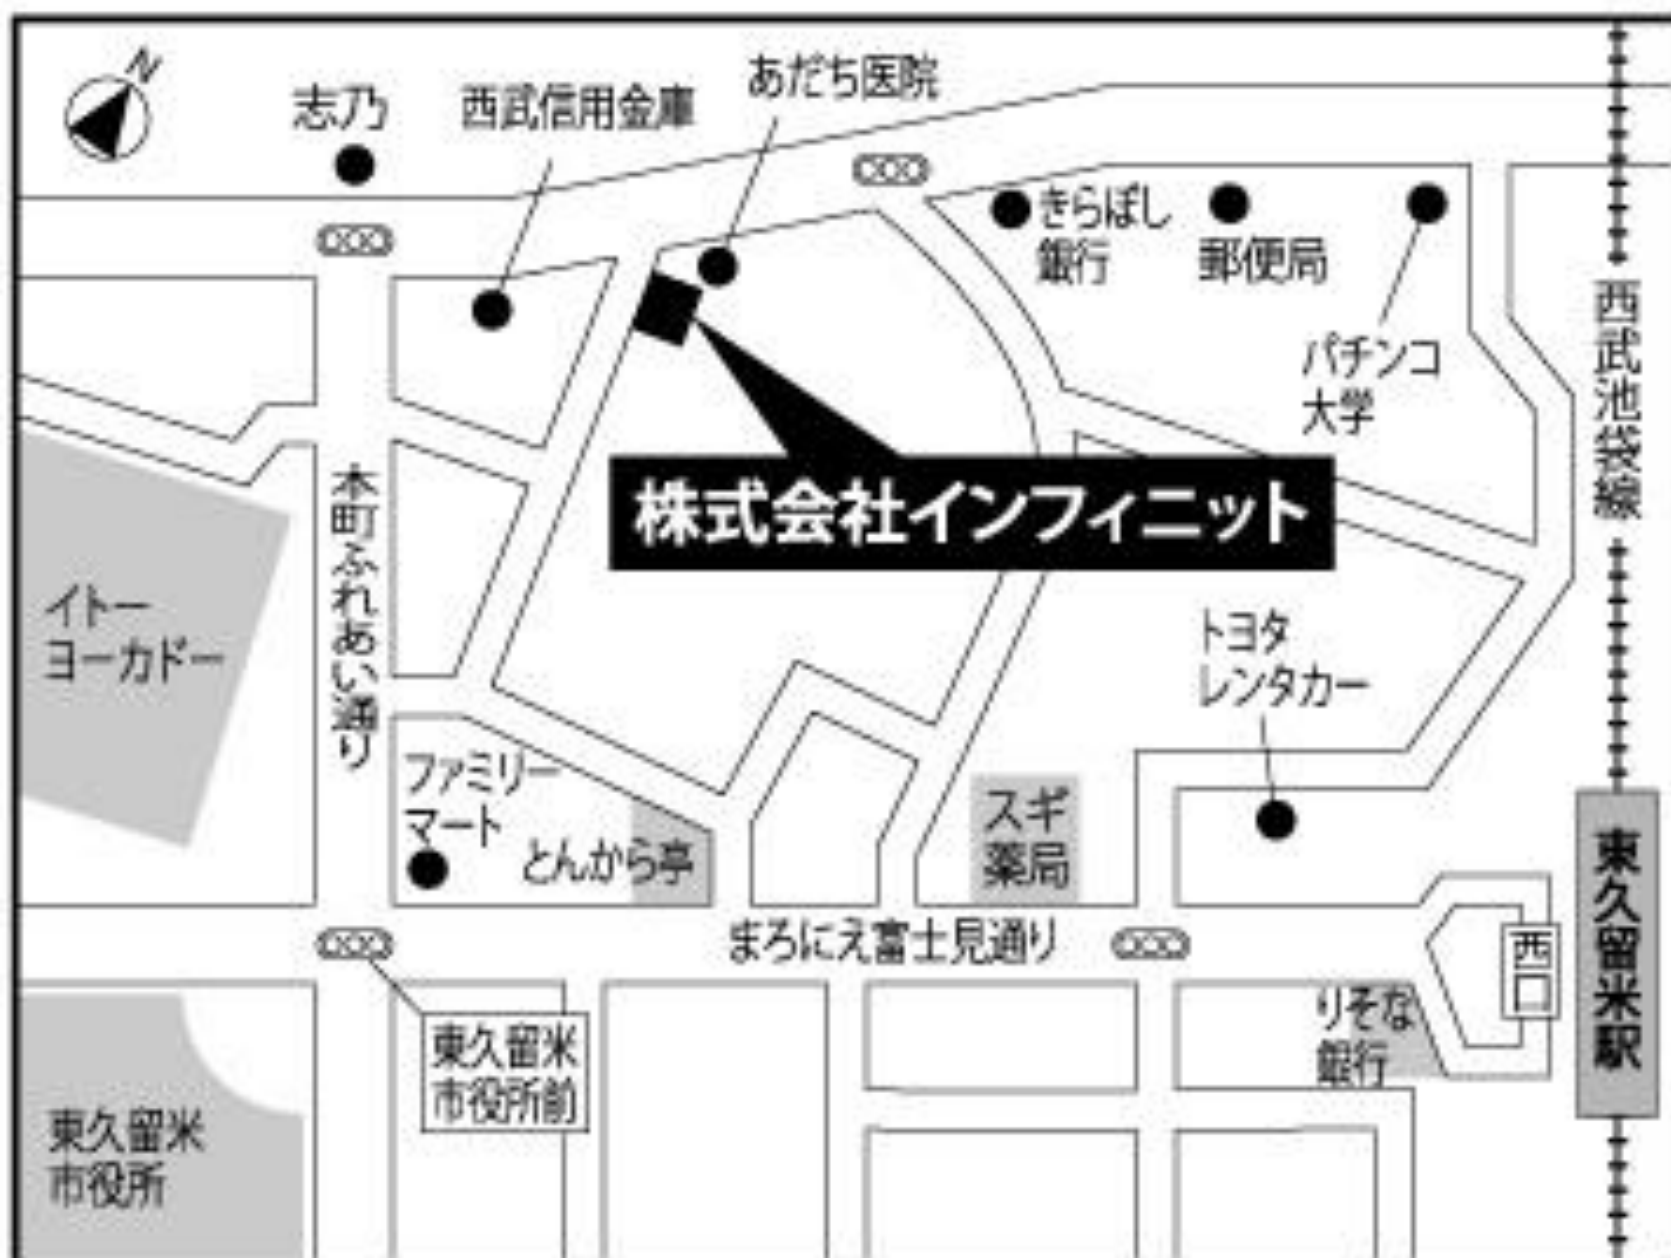 N
志乃
西武信用金庫
あだち医院
きらぼし
銀行
郵便局
パチンコ
大学
西武池袋線
株式会社インフィニット
本町ふれあい通り
イトー
ヨーカドー
トヨタ
レンタカー
ファミリー
マート
とんから亭
スギ
薬局
まろにえ富士見通り
東久留米駅
西口
りそな
銀行
東久留米
市役所前
東久留米
市役所